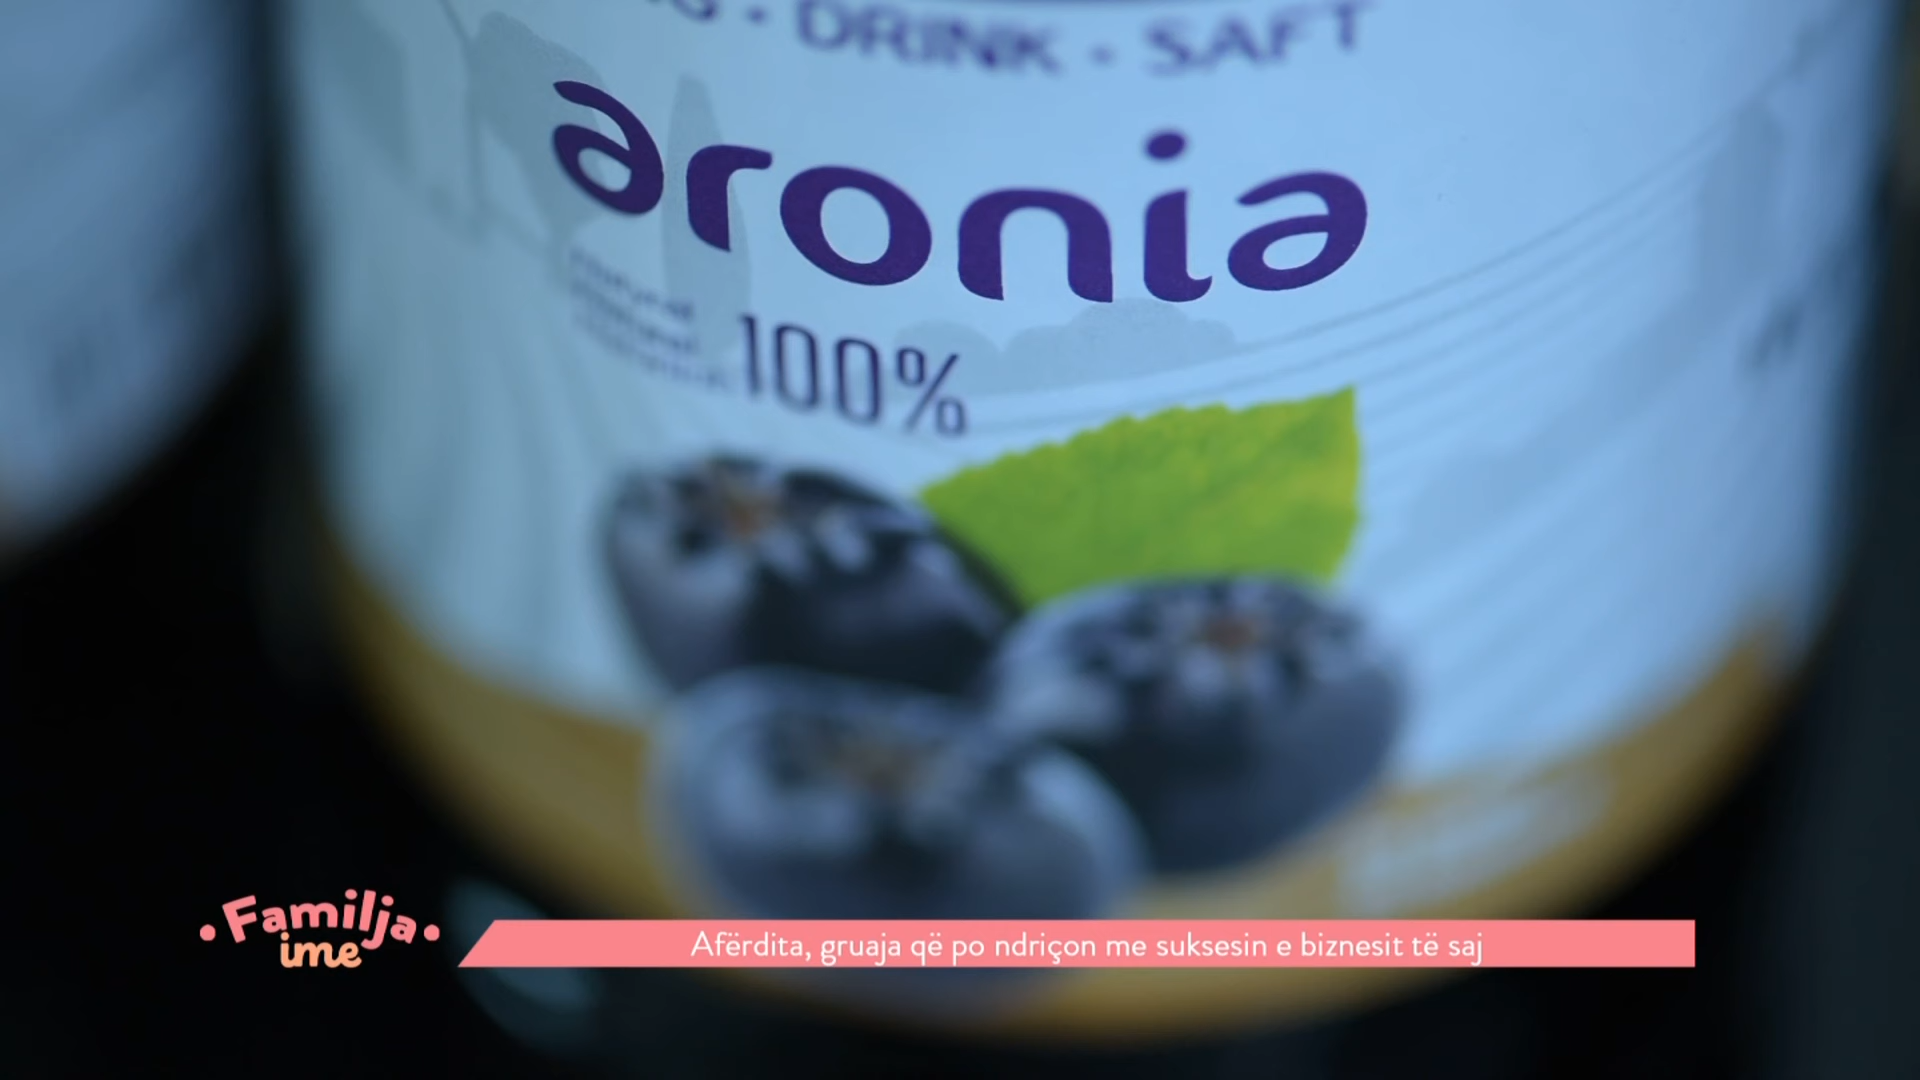 DRINK · SAFT
aronia
100%
Familja
ime
Afërdita, gruaja që po ndriçon me suksesin e biznesit të saj